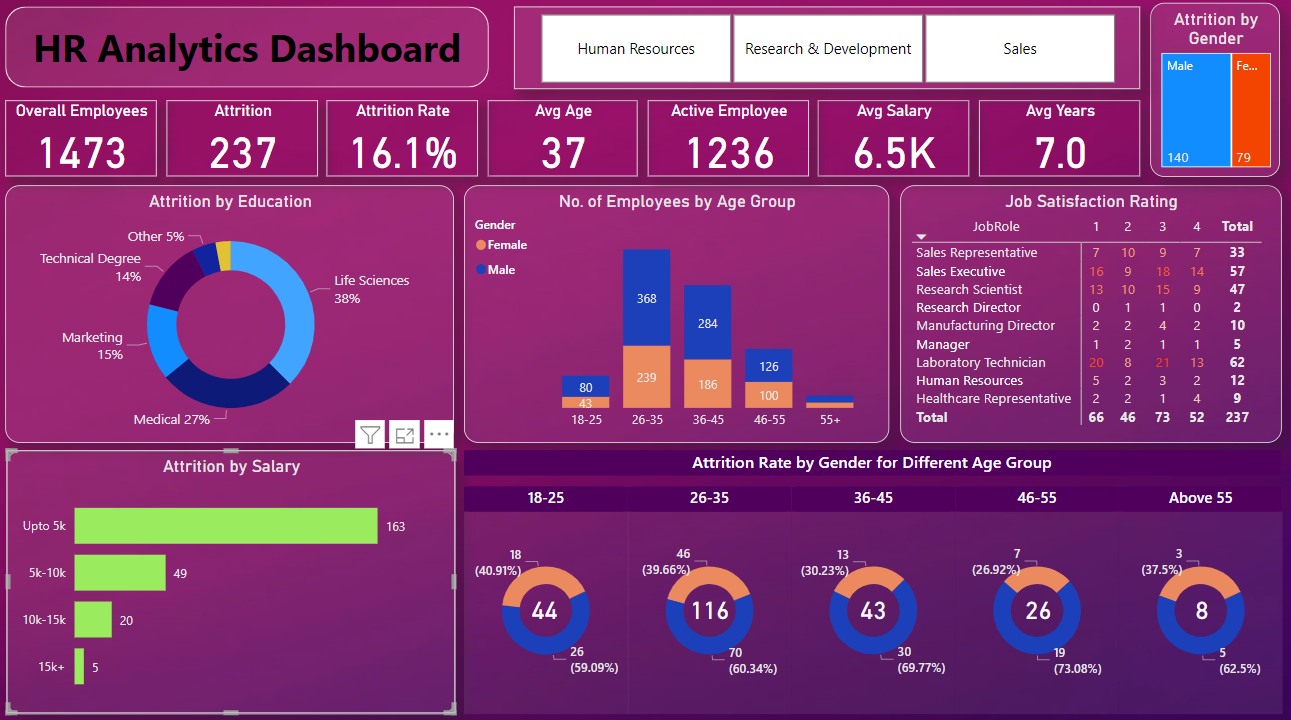 HR Analytics Dashboard
Human Resources
Research & Development
Sales
Attrition by
Gender
Male
Fe...
140
79
Overall Employees
1473
Attrition
237
Attrition Rate
16.1%
Avg Age
37
Active Employee
1236
Avg Salary
6.5K
Avg Years
7.0
Attrition by Education
Other 5%
Technical Degree
14%
Life Sciences
38%
Marketing
15%
Medical 27%
No. of Employees by Age Group
Gender
Female
Male
368
284
126
80
239
186
100
43
18-25 26-35 36-45 46-55 55+
Job Satisfaction Rating
JobRole 1 2 3 4 Total
Sales Representative 7 10 9 7 33
Sales Executive 16 9 18 14 57
Research Scientist 13 10 15 9 47
Research Director 0 1 1 0 2
Manufacturing Director 2 2 4 2 10
Manager 1 2 1 1 5
Laboratory Technician 20 8 21 13 62
Human Resources 5 2 3 2 12
Healthcare Representative 2 2 1 4 9
Total 66 46 73 52 237
Attrition by Salary
Upto 5k 163
5k-10k 49
10k-15k 20
15k+ 5
Attrition Rate by Gender for Different Age Group
18-25 26-35 36-45 46-55 Above 55
18
(40.91%)
44
26
(59.09%)
46
(39.66%)
116
70
(60.34%)
13
(30.23%)
43
30
(69.77%)
7
(26.92%)
26
19
(73.08%)
3
(37.5%)
8
5
(62.5%)